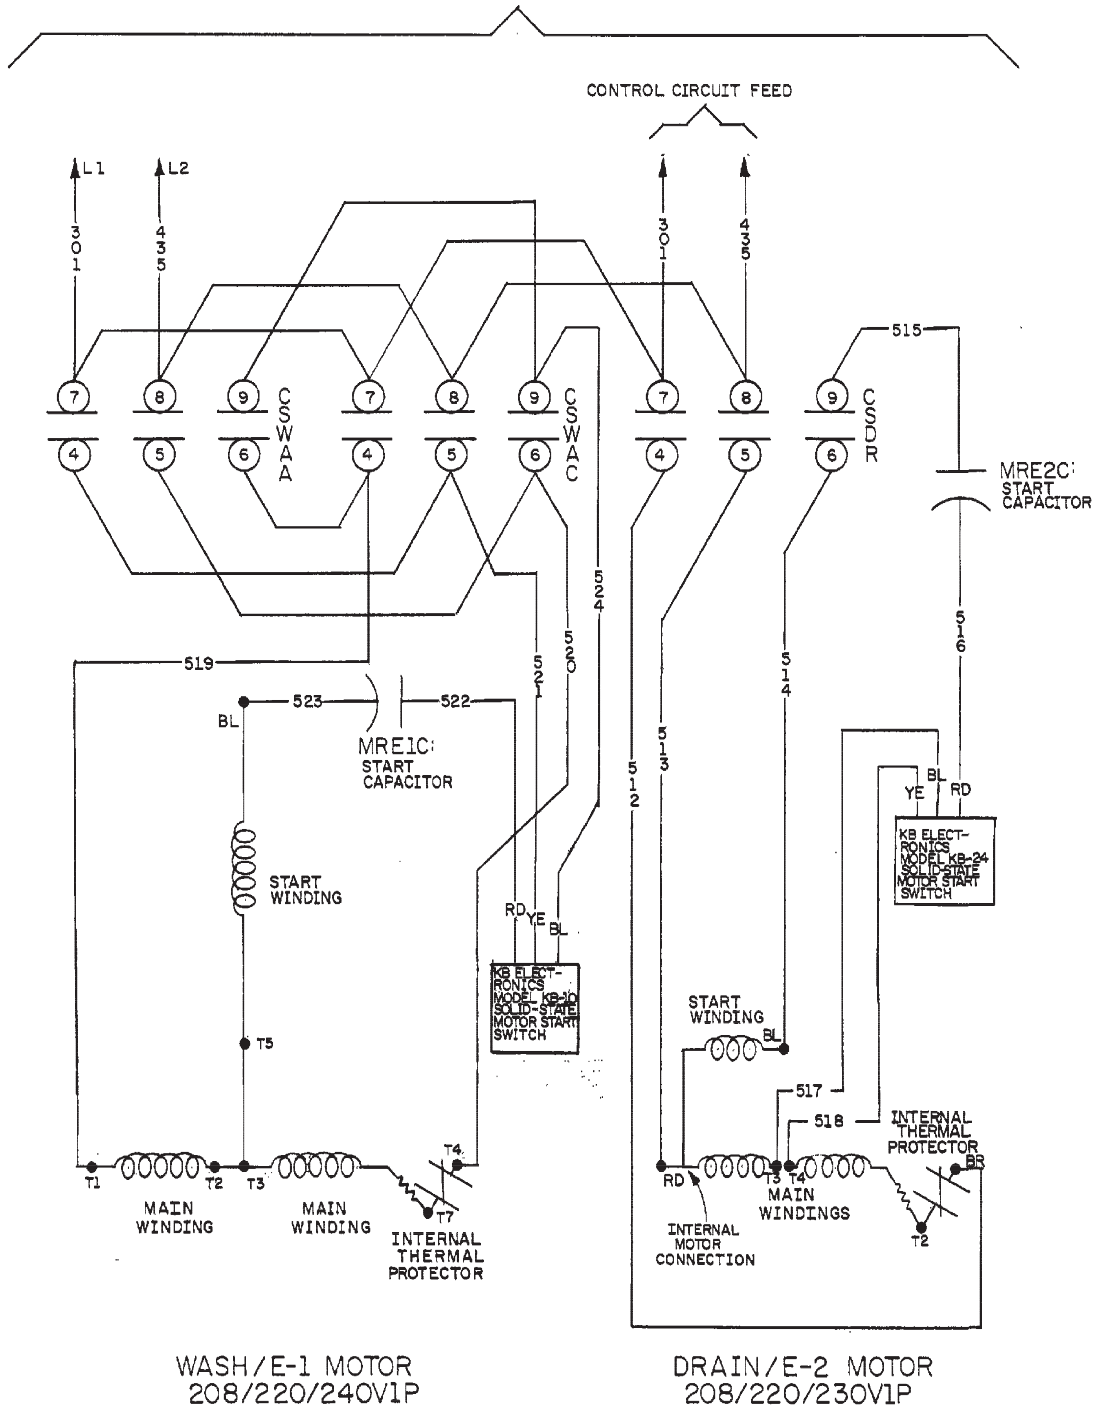 CONTROL CIRCUIT FEED
L1
L2
301
435
301
435
515
7
8
9
7
8
9
7
8
9
CSWAA
CSWAC
CSDR
4
5
6
4
5
6
4
5
6
MRE2C:
START
CAPACITOR
524
516
519
521
520
514
523
522
BL
513
512
MRE1C:
START
CAPACITOR
YE
BL
RD
KB ELECT-
RONICS
MODEL KB-24
SOLID-STATE
MOTOR START
SWITCH
START
WINDING
RD
YE
BL
KB ELECT-
RONICS
MODEL KB-10
SOLID-STATE
MOTOR START
SWITCH
START
WINDING
BL
T5
517
518
INTERNAL
THERMAL
PROTECTOR
T4
BR
T1
T2
T3
RD
T3
T4
MAIN
WINDING
MAIN
WINDING
MAIN
WINDINGS
T7
T2
INTERNAL
THERMAL
PROTECTOR
INTERNAL
MOTOR
CONNECTION
WASH/E-1 MOTOR
208/220/240V1P
DRAIN/E-2 MOTOR
208/220/230V1P